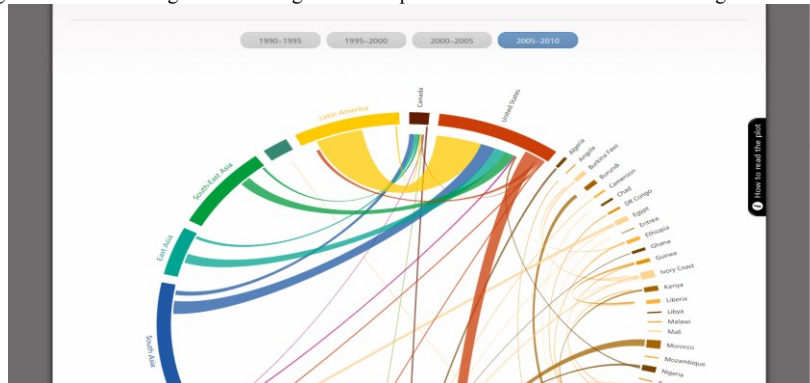 1990–1995
1995–2000
2000–2005
2005–2010
Latin America
Canada
United States
South-East Asia
East Asia
South Asia
Algeria
Angola
Burkina Faso
Burundi
Cameroon
Chad
DR Congo
Egypt
Eritrea
Ethiopia
Ghana
Guinea
Ivory Coast
Kenya
Liberia
Libya
Malawi
Mali
Morocco
Mozambique
Nigeria
i How to read the plot